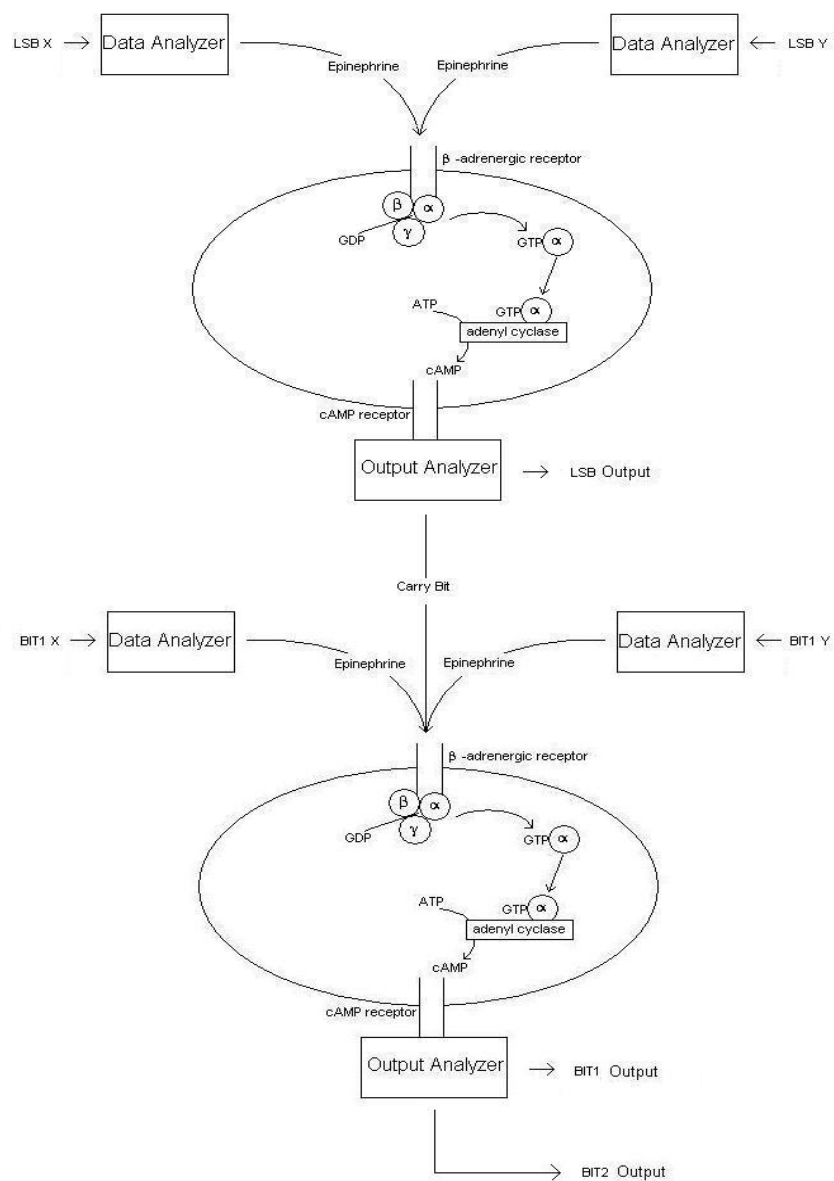 LSB X
Data Analyzer
Data Analyzer
LSB Y
Epinephrine
Epinephrine
β -adrenergic receptor
β
α
γ
GDP
GTP
α
ATP
GTP
α
adenyl cyclase
cAMP
cAMP receptor
Output Analyzer
LSB Output
Carry Bit
BIT1 X
Data Analyzer
Data Analyzer
BIT1 Y
Epinephrine
Epinephrine
β -adrenergic receptor
β
α
γ
GDP
GTP
α
ATP
GTP
α
adenyl cyclase
cAMP
cAMP receptor
Output Analyzer
BIT1 Output
BIT2 Output